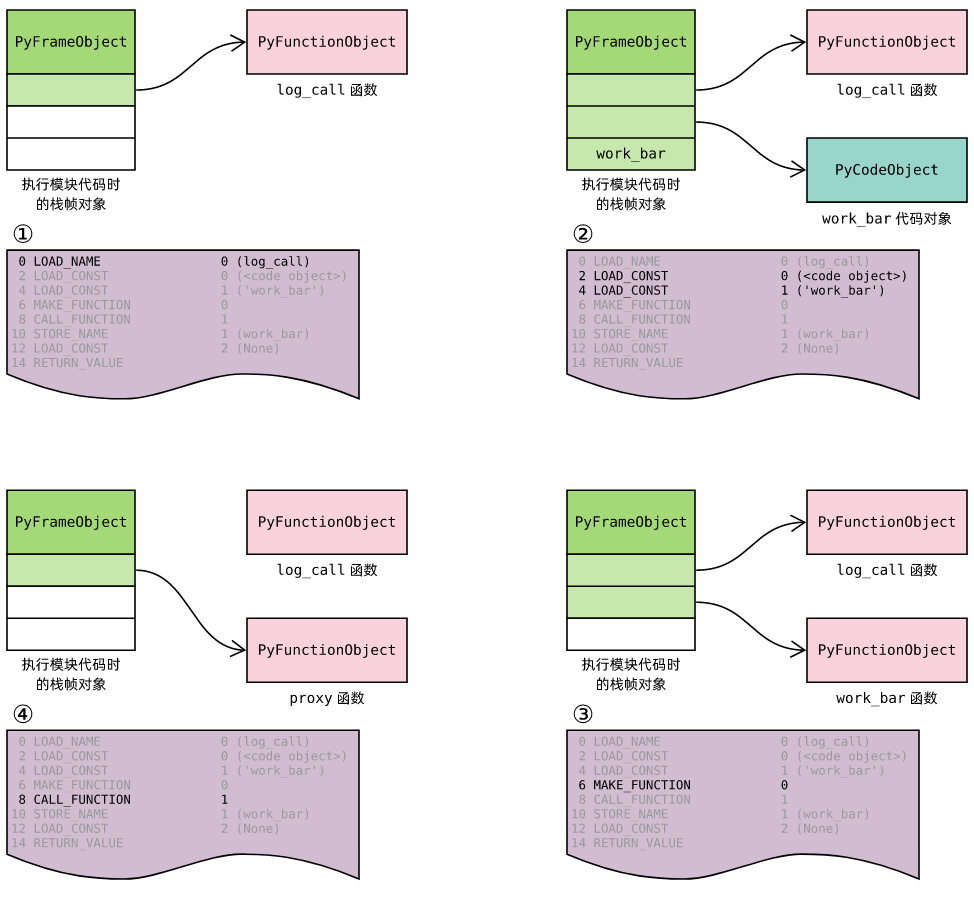 PyFrameObject
PyFunctionObject
log_call 函数
执行模块代码时
的栈帧对象
①
0 LOAD_NAME 0 (log_call)
2 LOAD_CONST 0 (<code object>)
4 LOAD_CONST 1 ('work_bar')
6 MAKE_FUNCTION 0
8 CALL_FUNCTION 1
10 STORE_NAME 1 (work_bar)
12 LOAD_CONST 2 (None)
14 RETURN_VALUE
PyFrameObject
PyFunctionObject
log_call 函数
work_bar
PyCodeObject
work_bar 代码对象
执行模块代码时
的栈帧对象
②
0 LOAD_NAME 0 (log_call)
2 LOAD_CONST 0 (<code object>)
4 LOAD_CONST 1 ('work_bar')
6 MAKE_FUNCTION 0
8 CALL_FUNCTION 1
10 STORE_NAME 1 (work_bar)
12 LOAD_CONST 2 (None)
14 RETURN_VALUE
PyFrameObject
PyFunctionObject
log_call 函数
PyFunctionObject
proxy 函数
执行模块代码时
的栈帧对象
④
0 LOAD_NAME 0 (log_call)
2 LOAD_CONST 0 (<code object>)
4 LOAD_CONST 1 ('work_bar')
6 MAKE_FUNCTION 0
8 CALL_FUNCTION 1
10 STORE_NAME 1 (work_bar)
12 LOAD_CONST 2 (None)
14 RETURN_VALUE
PyFrameObject
PyFunctionObject
log_call 函数
PyFunctionObject
work_bar 函数
执行模块代码时
的栈帧对象
③
0 LOAD_NAME 0 (log_call)
2 LOAD_CONST 0 (<code object>)
4 LOAD_CONST 1 ('work_bar')
6 MAKE_FUNCTION 0
8 CALL_FUNCTION 1
10 STORE_NAME 1 (work_bar)
12 LOAD_CONST 2 (None)
14 RETURN_VALUE